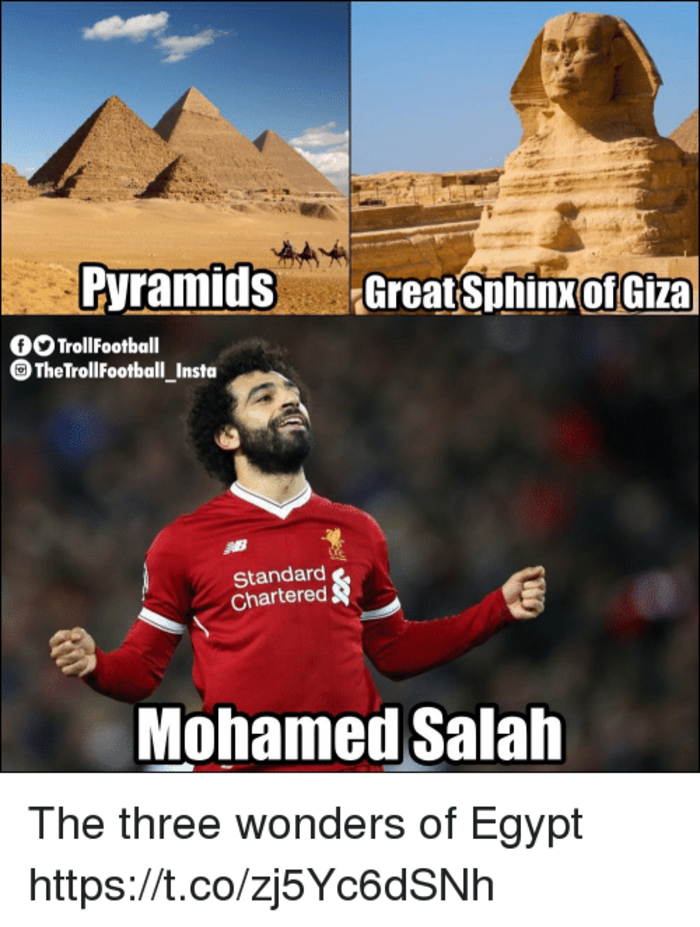 Pyramids
Great Sphinx of Giza
TrollFootball
TheTrollFootball_Insta
NB
Standard
Chartered
Mohamed Salah
The three wonders of Egypt
https://t.co/zj5Yc6dSNh